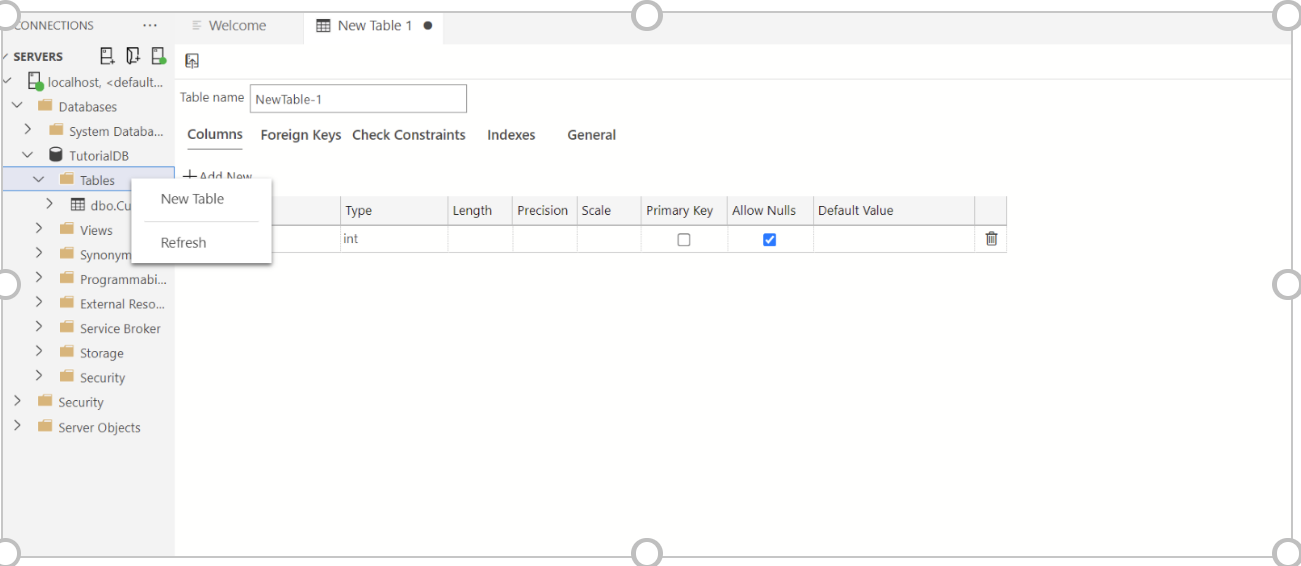 CONNECTIONS ···
Welcome
New Table 1
SERVERS
localhost, <default...
Databases
System Databa...
TutorialDB
Tables
dbo.Cu
Views
Synonym
Programmabi...
External Reso...
Service Broker
Storage
Security
Security
Server Objects
New Table
Refresh
Table name NewTable-1
Columns Foreign Keys Check Constraints Indexes General
Add New
Type Length Precision Scale Primary Key Allow Nulls Default Value
int